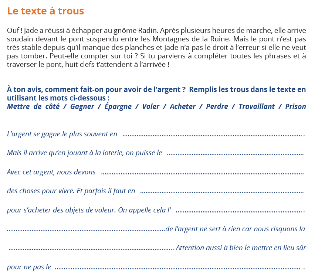 Le texte à trous
Ouf ! Jade a réussi à échapper au gnôme Radin. Après plusieurs heures de marche, elle arrive
soudain devant le pont suspendu entre les Montagnes de la Ruine. Mais le pont n'est pas
très stable depuis qu'il manque des planches et Jade n'a pas le droit à l'erreur si elle ne veut
pas tomber. Peut-elle compter sur toi ? Si tu parviens à compléter toutes les phrases et à
traverser le pont, huit clefs t'attendent à l'arrivée !
À ton avis, comment fait-on pour avoir de l'argent ? Remplis les trous dans le texte en
utilisant les mots ci-dessous :
Mettre de côté / Gagner / Épargne / Voler / Acheter / Perdre / Travaillant / Prison
L'argent se gagne le plus souvent en ................................................
Mais il arrive qu'en jouant à la loterie, on puisse le ................................................
Avec cet argent, nous devons ................................................
des choses pour vivre. Et parfois il faut en ................................................
pour s'acheter des objets de valeur. On appelle cela l' ................................................
................................................de l'argent ne sert à rien car nous risquons la
................................................ Attention aussi à bien le mettre en lieu sûr
pour ne pas le ................................................ .